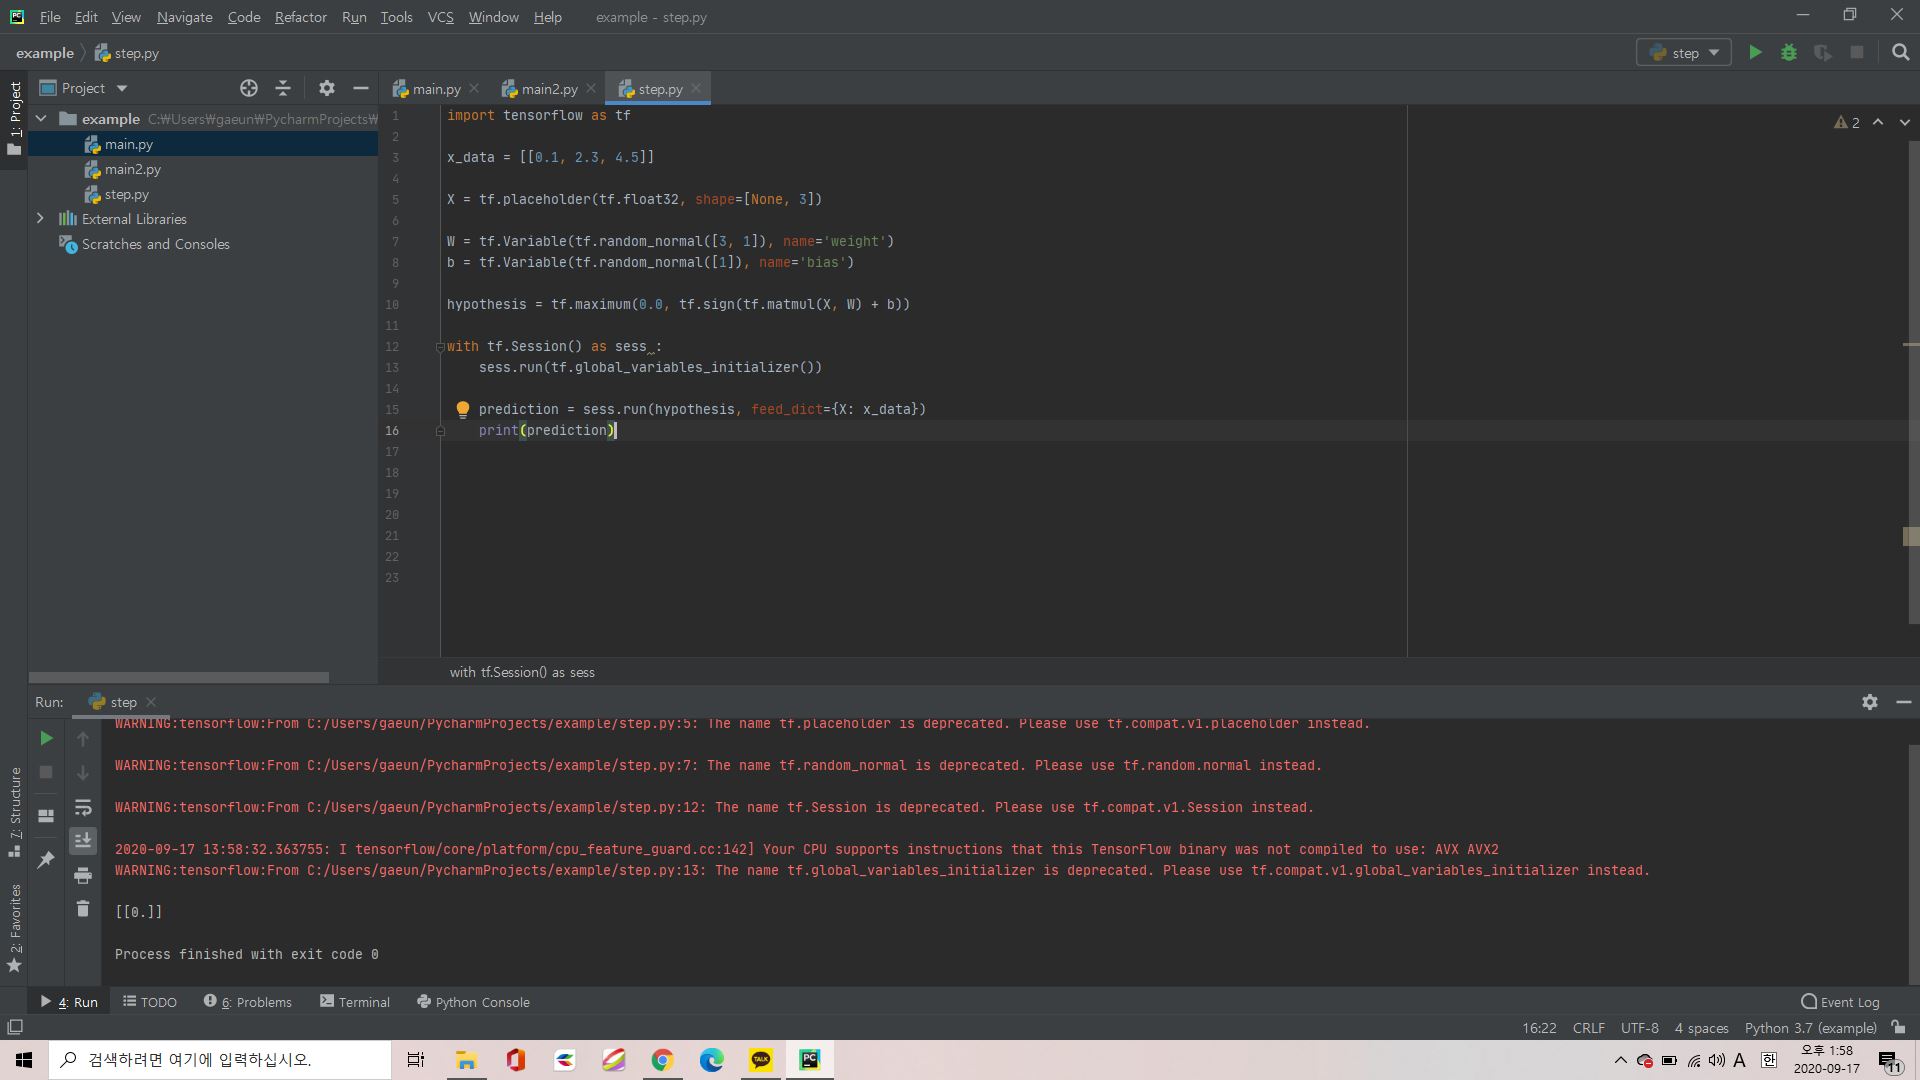 File Edit View Navigate Code Refactor Run Tools VCS Window Help example - step.py
example step.py step
1: Project
Project
main.py main2.py step.py
example C:₩Users₩gaeun₩PycharmProjects₩
main.py
main2.py
step.py
External Libraries
Scratches and Consoles
2
1 import tensorflow as tf
2
3 x_data = [[0.1, 2.3, 4.5]]
4
5 X = tf.placeholder(tf.float32, shape=[None, 3])
6
7 W = tf.Variable(tf.random_normal([3, 1]), name='weight')
8 b = tf.Variable(tf.random_normal([1]), name='bias')
9
10 hypothesis = tf.maximum(0.0, tf.sign(tf.matmul(X, W) + b))
11
12 with tf.Session() as sess :
13 sess.run(tf.global_variables_initializer())
14
15 prediction = sess.run(hypothesis, feed_dict={X: x_data})
16 print(prediction)
17
18
19
20
21
22
23
with tf.Session() as sess
Run: step
WARNING:tensorflow:From C:/Users/gaeun/PycharmProjects/example/step.py:5: The name tf.placeholder is deprecated. Please use tf.compat.v1.placeholder instead.
WARNING:tensorflow:From C:/Users/gaeun/PycharmProjects/example/step.py:7: The name tf.random_normal is deprecated. Please use tf.random.normal instead.
WARNING:tensorflow:From C:/Users/gaeun/PycharmProjects/example/step.py:12: The name tf.Session is deprecated. Please use tf.compat.v1.Session instead.
2020-09-17 13:58:32.363755: I tensorflow/core/platform/cpu_feature_guard.cc:142] Your CPU supports instructions that this TensorFlow binary was not compiled to use: AVX AVX2
WARNING:tensorflow:From C:/Users/gaeun/PycharmProjects/example/step.py:13: The name tf.global_variables_initializer is deprecated. Please use tf.compat.v1.global_variables_initializer instead.
[[0.]]
Process finished with exit code 0
7: Structure
2: Favorites
4: Run TODO 6: Problems Terminal Python Console Event Log
16:22 CRLF UTF-8 4 spaces Python 3.7 (example)
검색하려면 여기에 입력하십시오.
TALK
PC
A 한
오후 1:58
2020-09-17
11